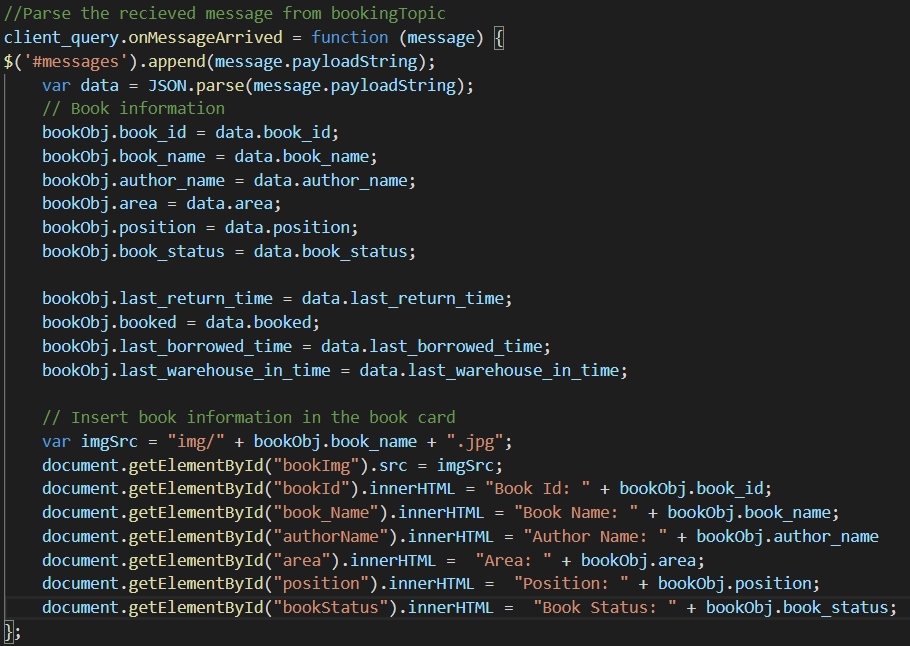 //Parse the recieved message from bookingTopic
client_query.onMessageArrived = function (message) {
$('#messages').append(message.payloadString);
    var data = JSON.parse(message.payloadString);
    // Book information
    bookObj.book_id = data.book_id;
    bookObj.book_name = data.book_name;
    bookObj.author_name = data.author_name;
    bookObj.area = data.area;
    bookObj.position = data.position;
    bookObj.book_status = data.book_status;

    bookObj.last_return_time = data.last_return_time;
    bookObj.booked = data.booked;
    bookObj.last_borrowed_time = data.last_borrowed_time;
    bookObj.last_warehouse_in_time = data.last_warehouse_in_time;

    // Insert book information in the book card
    var imgSrc = "img/" + bookObj.book_name + ".jpg";
    document.getElementById("bookImg").src = imgSrc;
    document.getElementById("bookId").innerHTML = "Book Id: " + bookObj.book_id;
    document.getElementById("book_Name").innerHTML = "Book Name: " + bookObj.book_name;
    document.getElementById("authorName").innerHTML = "Author Name: " + bookObj.author_name
    document.getElementById("area").innerHTML =  "Area: " + bookObj.area;
    document.getElementById("position").innerHTML =  "Position: " + bookObj.position;
    document.getElementById("bookStatus").innerHTML =  "Book Status: " + bookObj.book_status;
};